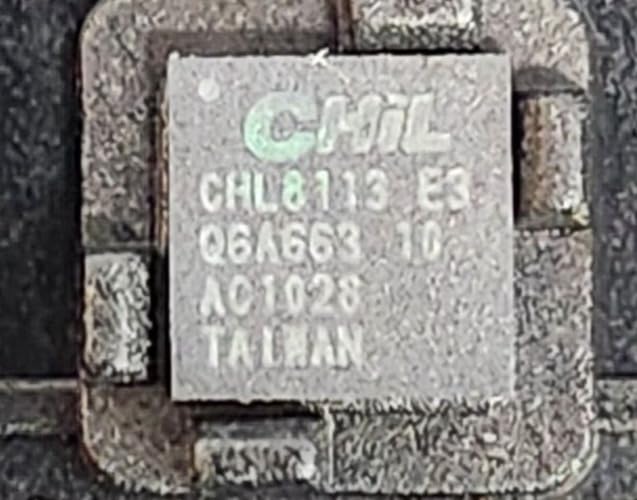 CHiL
CHL8113 E3
Q6A663 10
AC1028
TAIWAN